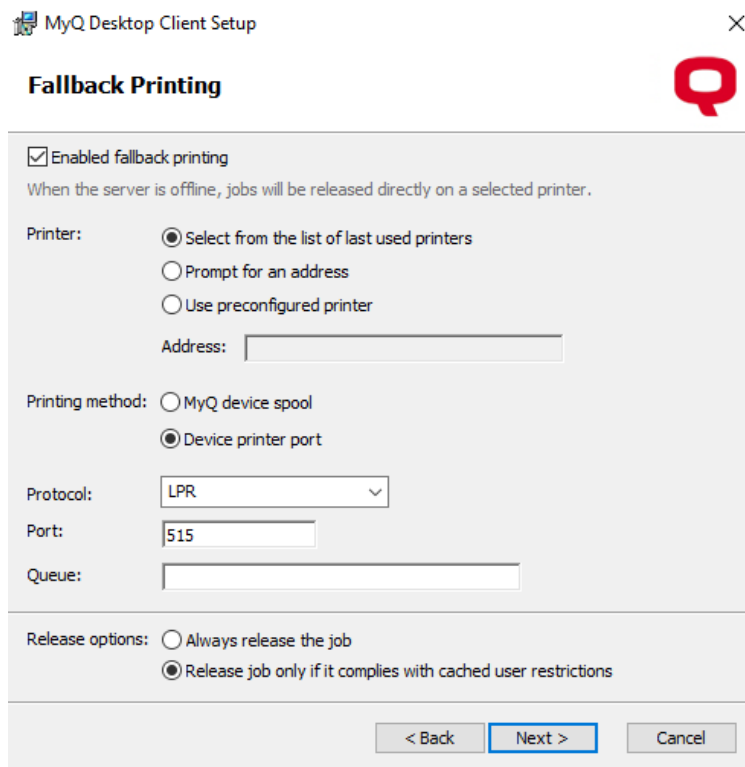 MyQ Desktop Client Setup
Fallback Printing
Enabled fallback printing
When the server is offline, jobs will be released directly on a selected printer.
Printer:
Select from the list of last used printers
Prompt for an address
Use preconfigured printer
Address:
Printing method:
MyQ device spool
Device printer port
Protocol:
LPR
Port:
515
Queue:
Release options:
Always release the job
Release job only if it complies with cached user restrictions
< Back
Next >
Cancel